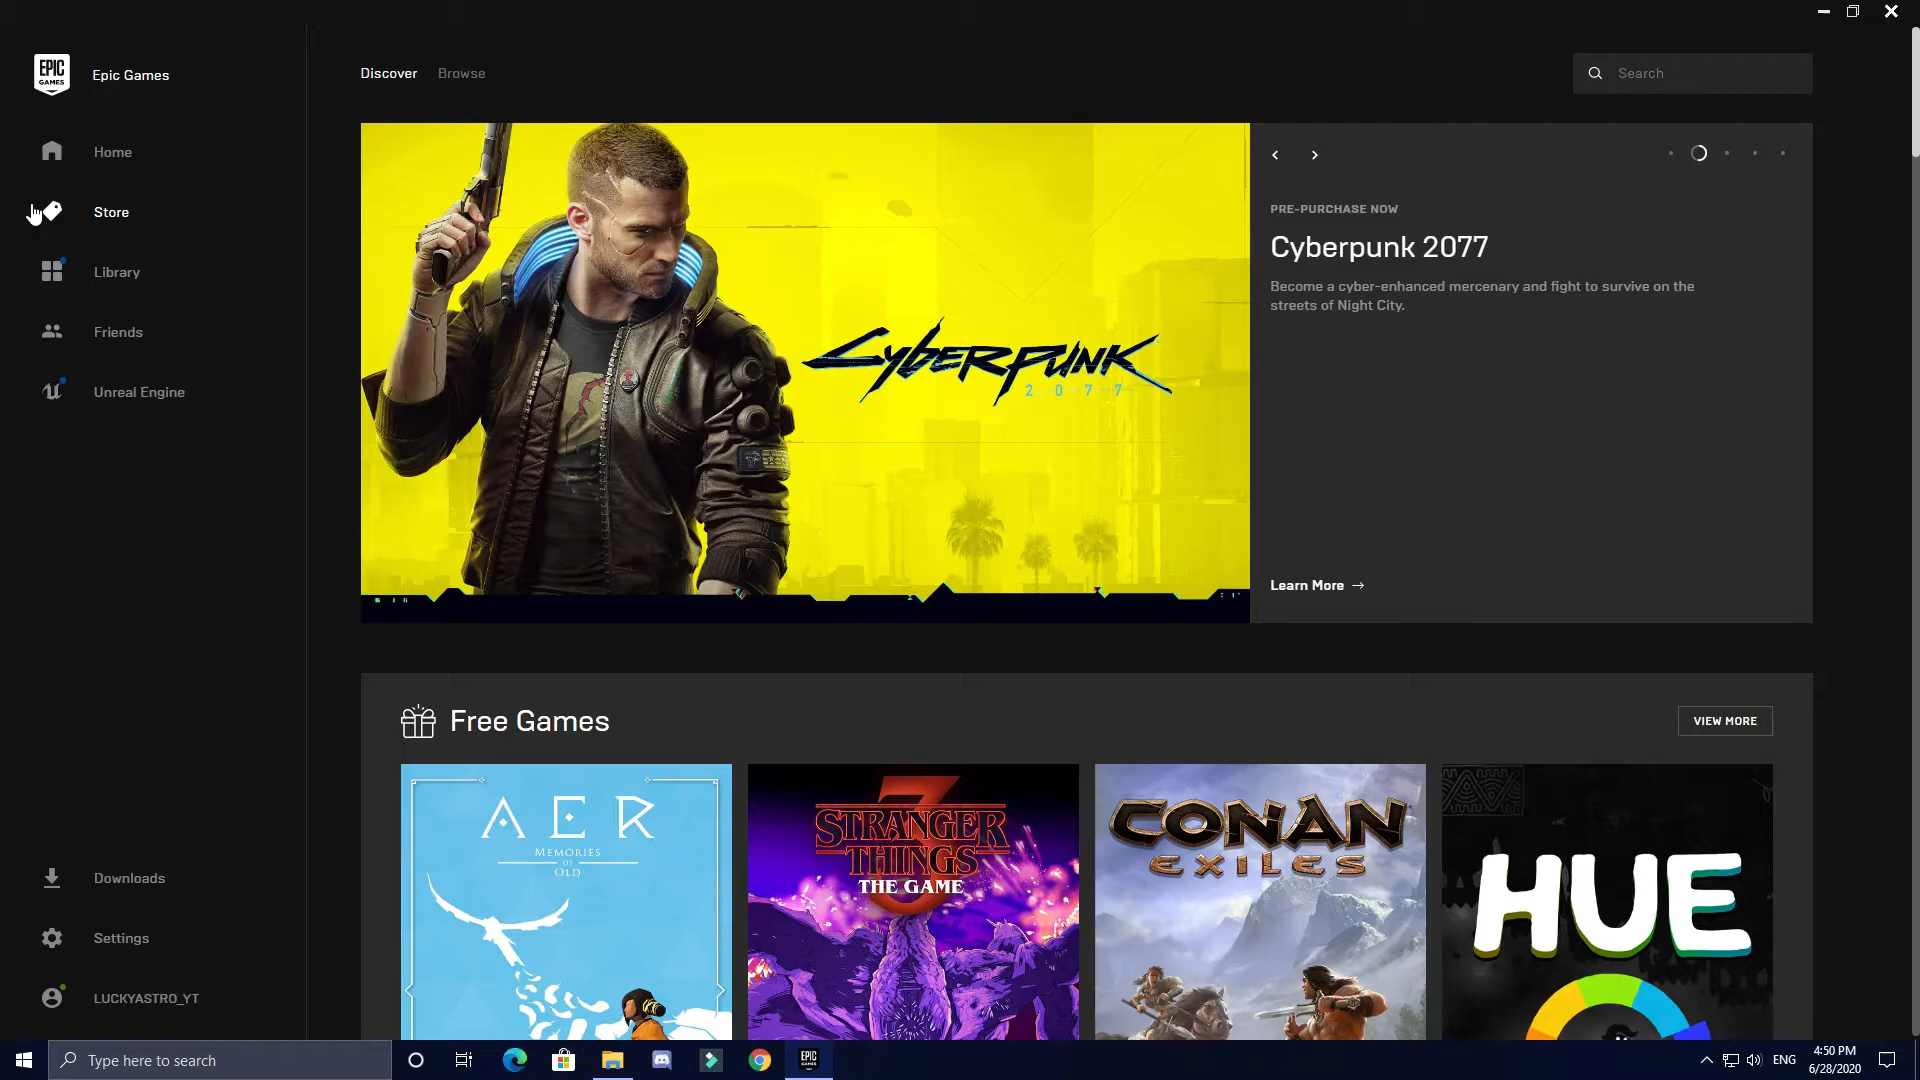 EPIC
GAMES
Epic Games
Home
Store
Library
Friends
Unreal Engine
Downloads
Settings
LUCKYASTRO_YT
Discover
Browse
Search
CYBERPUNK
2077
PRE-PURCHASE NOW
Cyberpunk 2077
Become a cyber-enhanced mercenary and fight to survive on the
streets of Night City.
Learn More →
Free Games
VIEW MORE
AER
MEMORIES
OF
OLD
STRANGER
THINGS
3
THE GAME
CONAN
EXILES
HUE
Type here to search
EPIC
GAMES
ENG
4:50 PM
6/28/2020